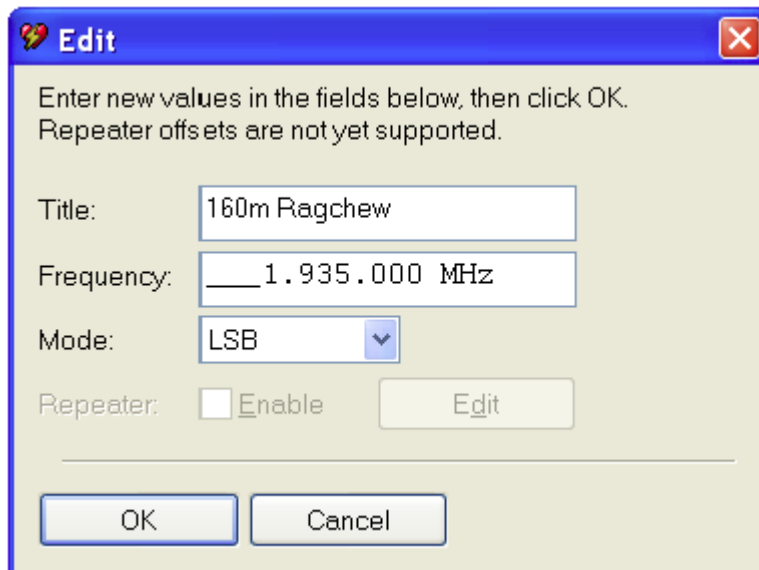 Edit
Enter new values in the fields below, then click OK.
Repeater offsets are not yet supported.
Title: 160m Ragchew
Frequency: ___1.935.000 MHz
Mode: LSB
Repeater: Enable Edit
OK Cancel